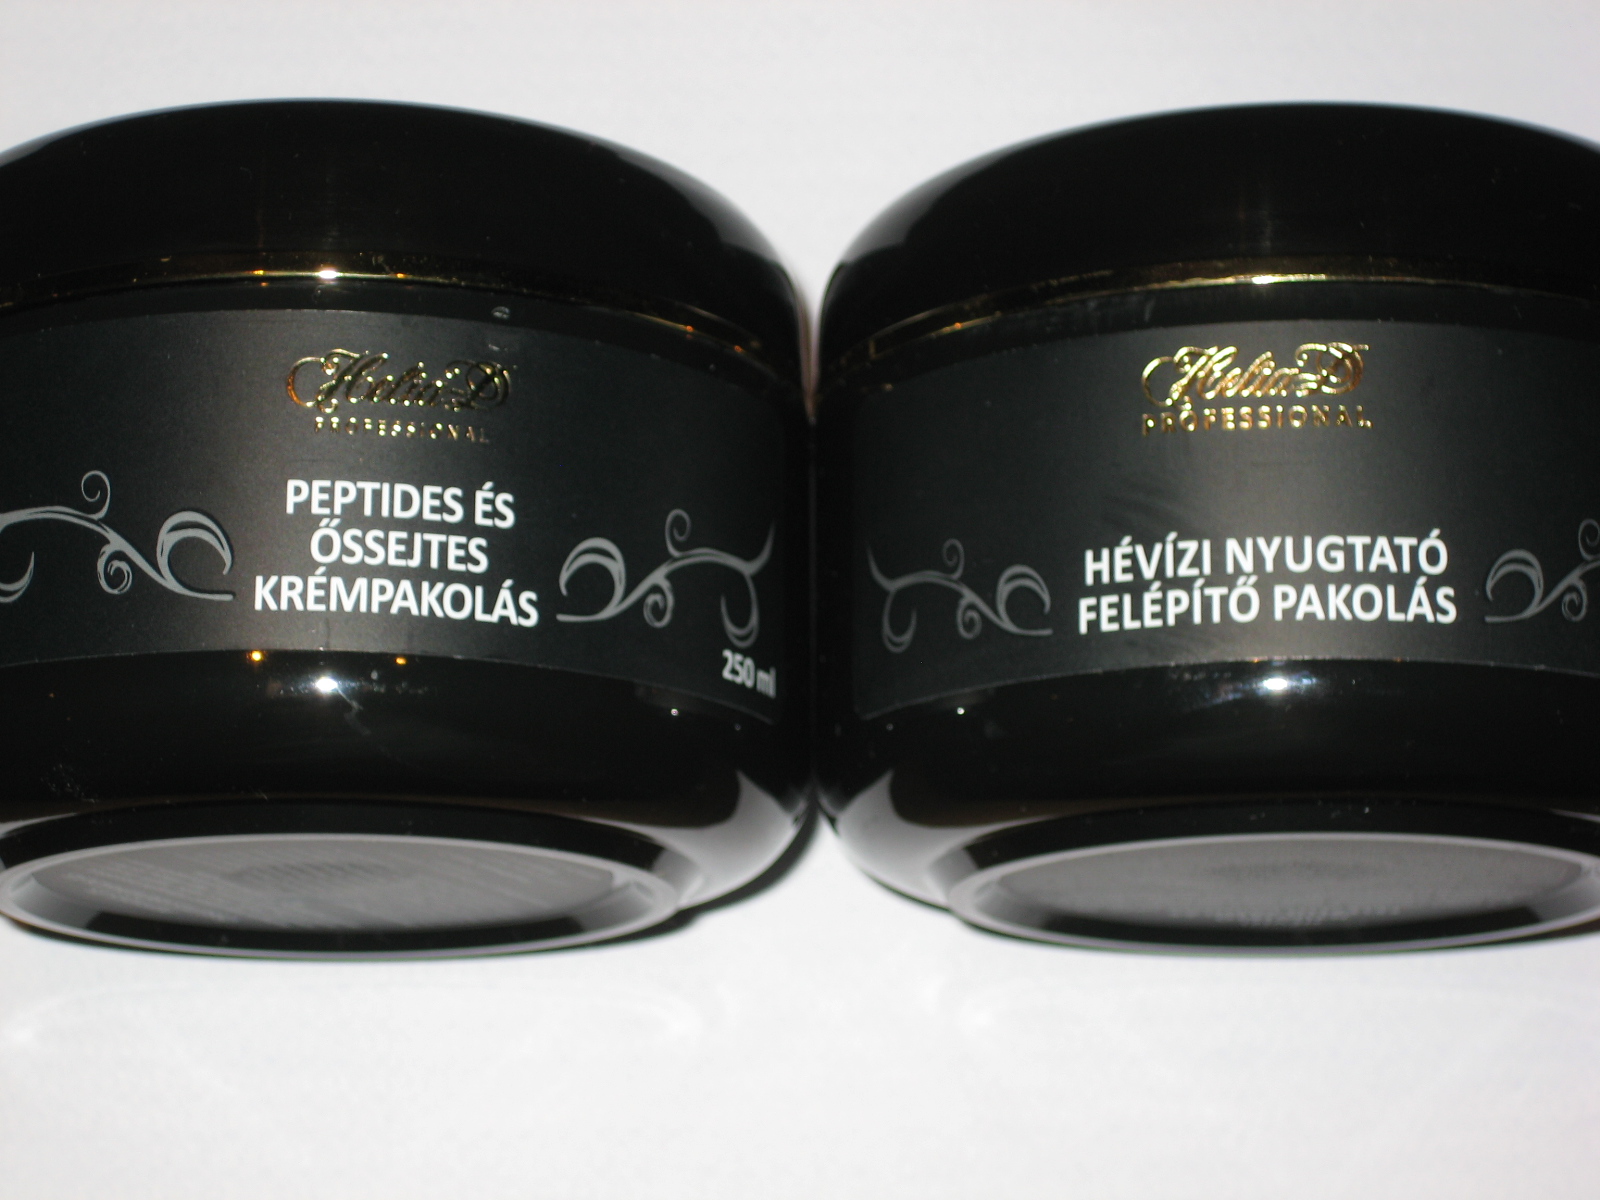 Helia-D
PROFESSIONAL
PEPTIDES ÉS
ŐSSEJTES
KRÉMPAKOLÁS
250 ml
Helia-D
PROFESSIONAL
HÉVÍZI NYUGTATÓ
FELÉPÍTŐ PAKOLÁS